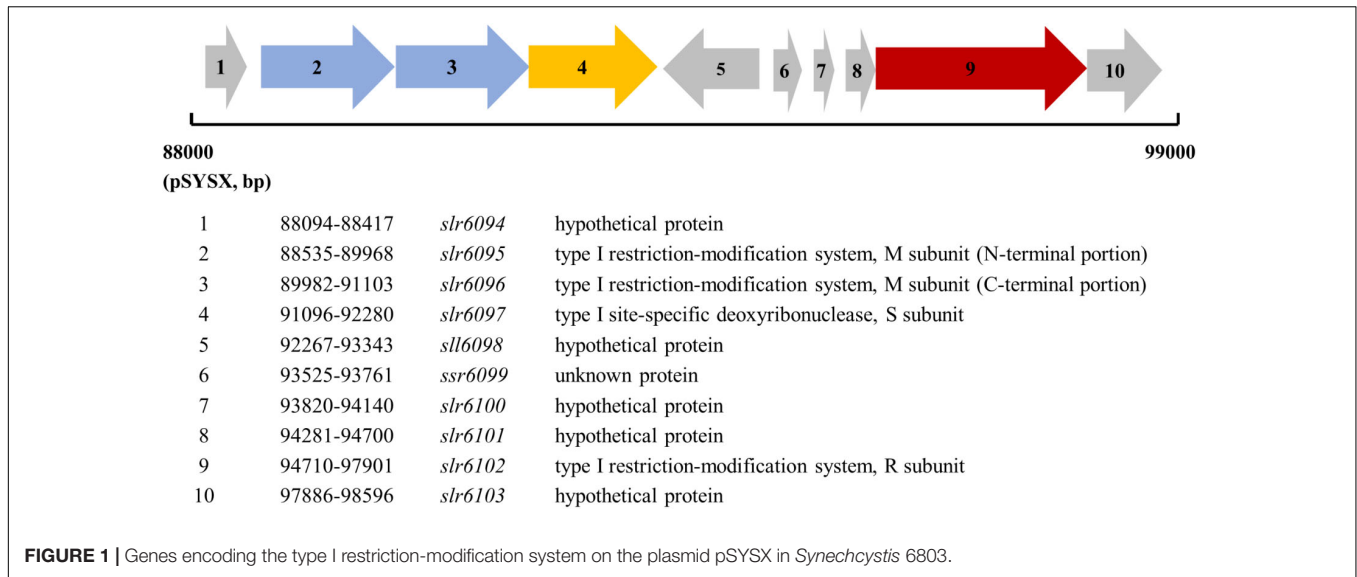 1 2 3 4 5 6 7 8 9 10
88000 99000
(pSYSX, bp)
1 88094-88417 slr6094 hypothetical protein
2 88535-89968 slr6095 type I restriction-modification system, M subunit (N-terminal portion)
3 89982-91103 slr6096 type I restriction-modification system, M subunit (C-terminal portion)
4 91096-92280 slr6097 type I site-specific deoxyribonuclease, S subunit
5 92267-93343 sll6098 hypothetical protein
6 93525-93761 ssr6099 unknown protein
7 93820-94140 slr6100 hypothetical protein
8 94281-94700 slr6101 hypothetical protein
9 94710-97901 slr6102 type I restriction-modification system, R subunit
10 97886-98596 slr6103 hypothetical protein
FIGURE 1 | Genes encoding the type I restriction-modification system on the plasmid pSYSX in Synechcystis 6803.